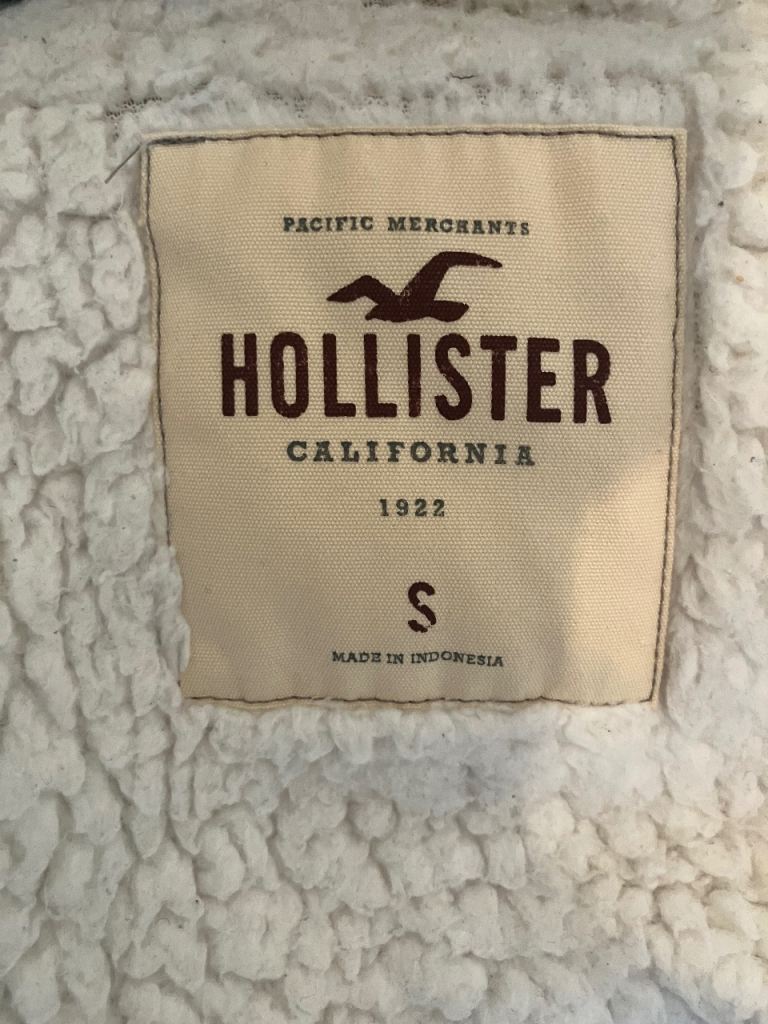 PACIFIC MERCHANTS
HOLLISTER
CALIFORNIA
1922
S
MADE IN INDONESIA